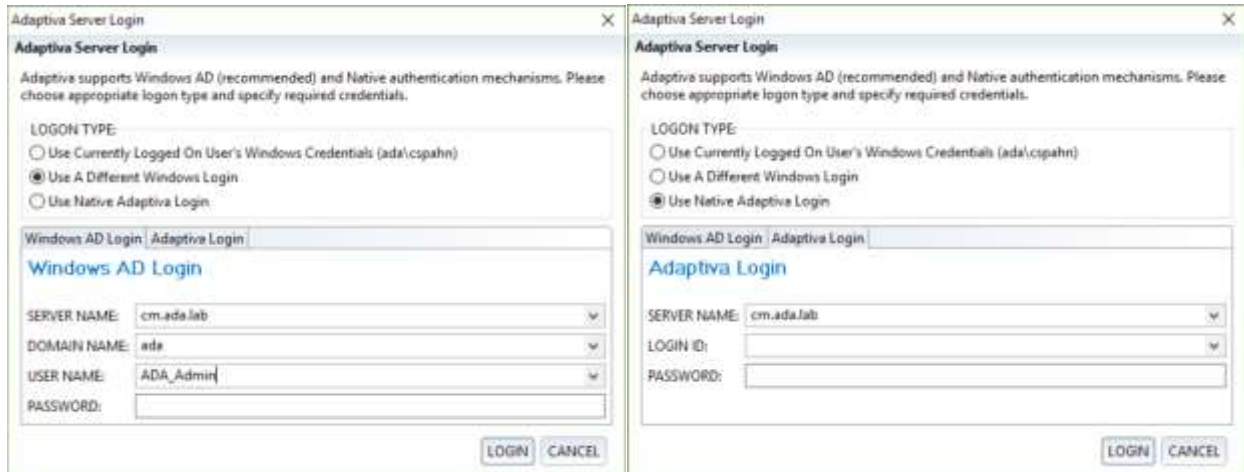 Adaptiva Server Login
Adaptiva Server Login
Adaptiva supports Windows AD (recommended) and Native authentication mechanisms. Please
choose appropriate logon type and specify required credentials.
LOGON TYPE:
Use Currently Logged On User's Windows Credentials (ada\cspahn)
Use A Different Windows Login
Use Native Adaptiva Login
Windows AD Login Adaptiva Login
Windows AD Login
SERVER NAME: cm.ada.lab
DOMAIN NAME: ada
USER NAME: ADA_Admin
PASSWORD:
LOGIN CANCEL
Adaptiva Server Login
Adaptiva Server Login
Adaptiva supports Windows AD (recommended) and Native authentication mechanisms. Please
choose appropriate logon type and specify required credentials.
LOGON TYPE:
Use Currently Logged On User's Windows Credentials (ada\cspahn)
Use A Different Windows Login
Use Native Adaptiva Login
Windows AD Login Adaptiva Login
Adaptiva Login
SERVER NAME: cm.ada.lab
LOGIN ID:
PASSWORD:
LOGIN CANCEL